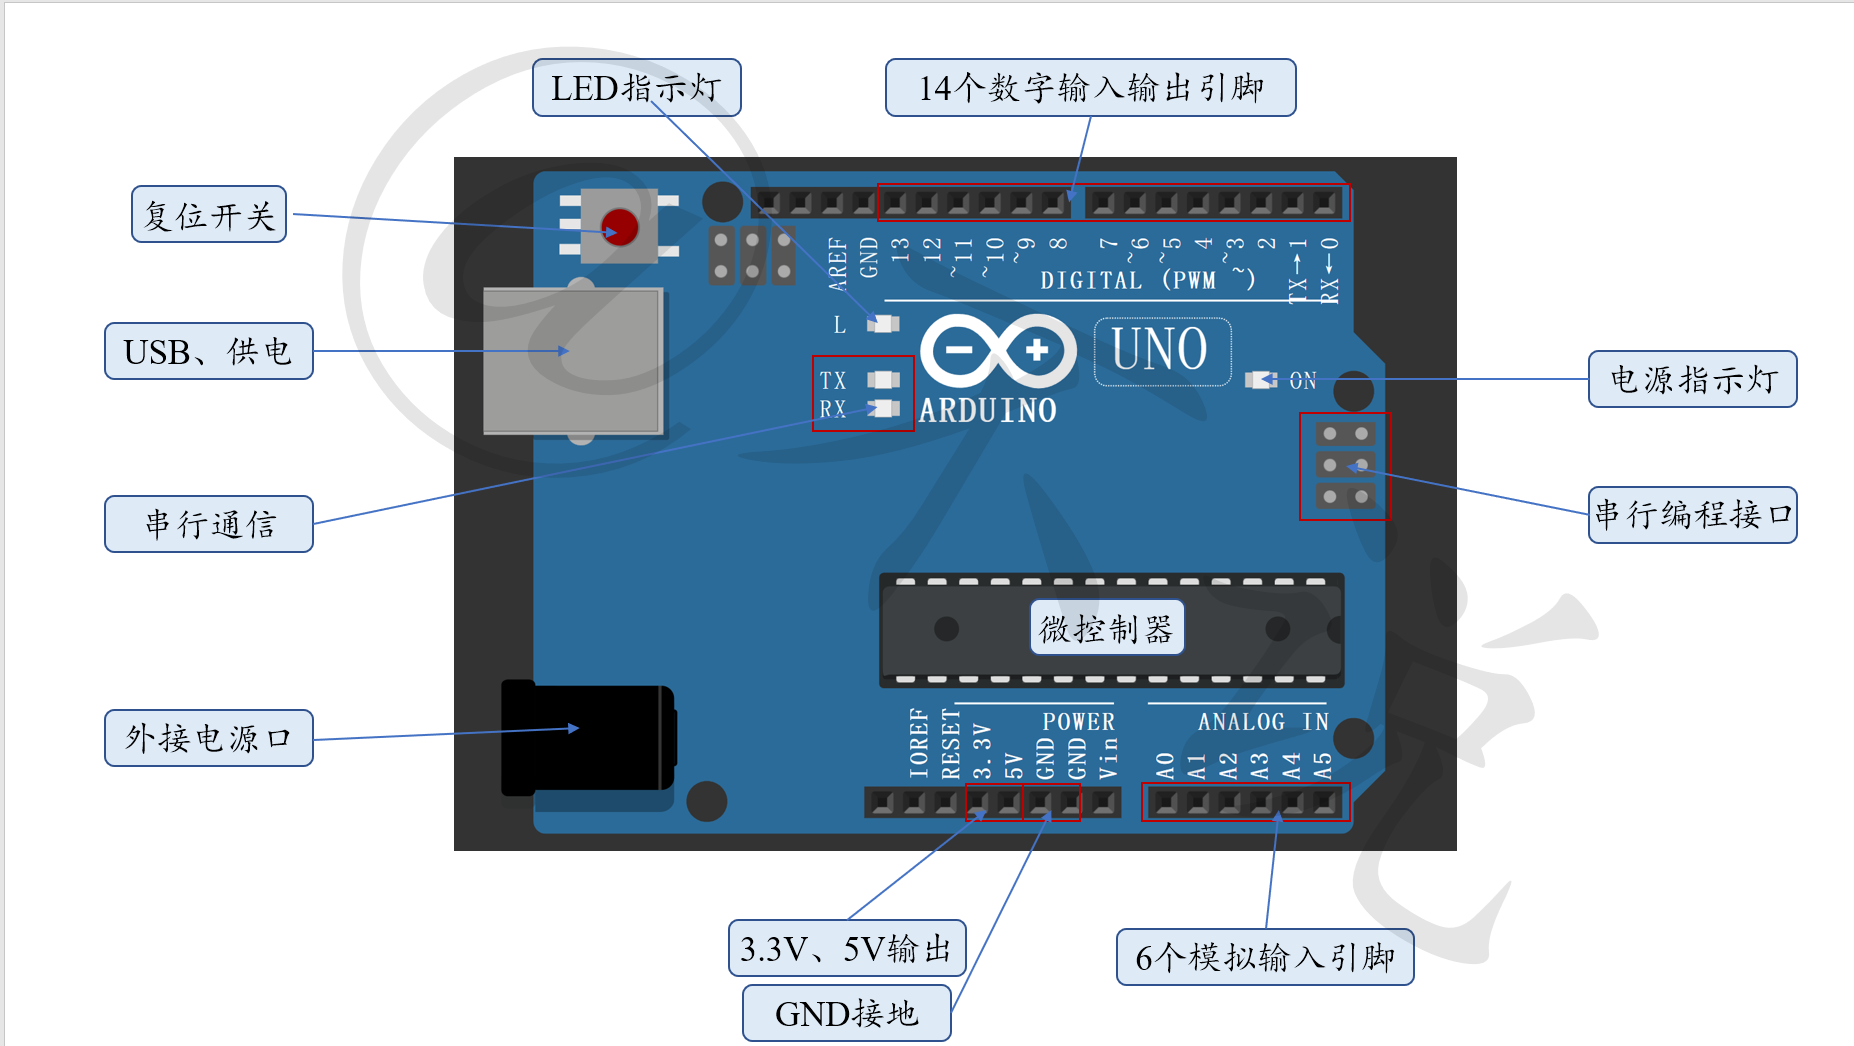 LED指示灯
14个数字输入输出引脚
复位开关
AREF
GND
13
12
~11
~10
~9
8
7
~6
~5
4
~3
2
TX→1
RX←0
DIGITAL (PWM ~)
USB、供电
L
TX
RX
UNO
ARDUINO
ON
电源指示灯
串行通信
串行编程接口
微控制器
外接电源口
IOREF
RESET
3.3V
5V
GND
GND
Vin
POWER
ANALOG IN
A0
A1
A2
A3
A4
A5
3.3V、5V输出
6个模拟输入引脚
GND接地